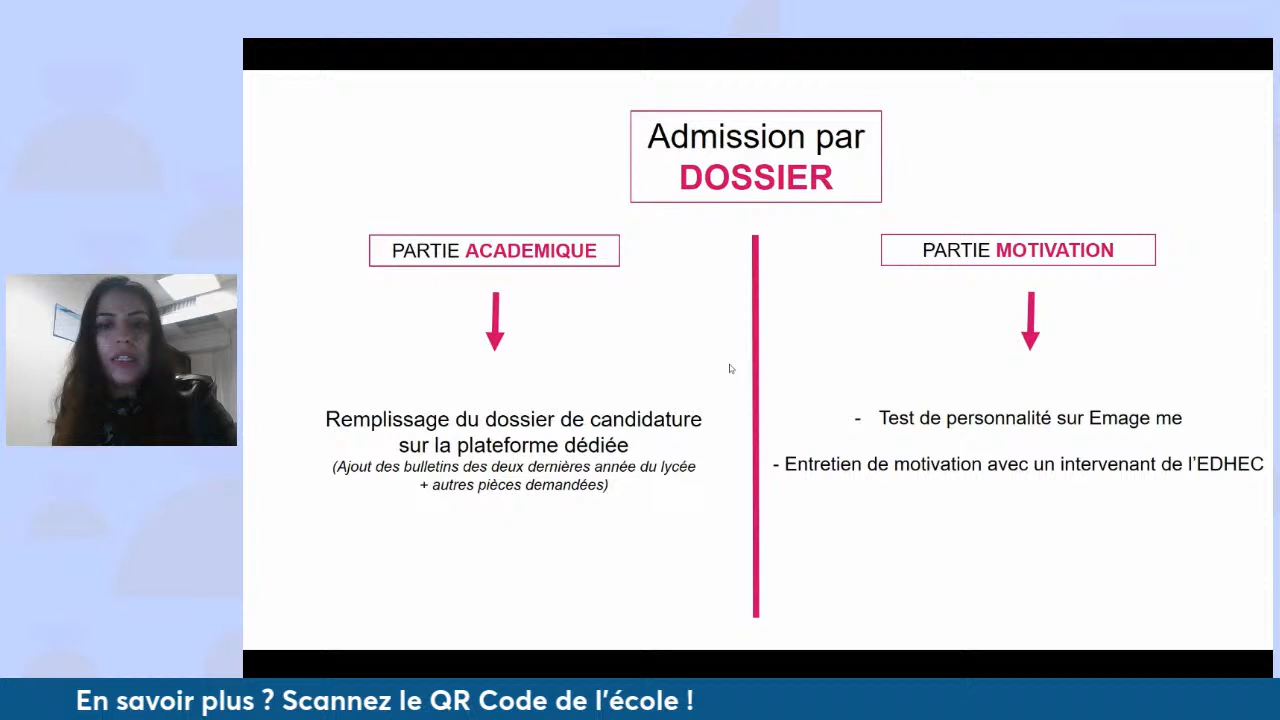 Admission par
DOSSIER
PARTIE ACADEMIQUE
Remplissage du dossier de candidature
sur la plateforme dédiée
(Ajout des bulletins des deux dernières année du lycée
+ autres pièces demandées)
PARTIE MOTIVATION
- Test de personnalité sur Emage me
- Entretien de motivation avec un intervenant de l'EDHEC
En savoir plus ? Scannez le QR Code de l'école !